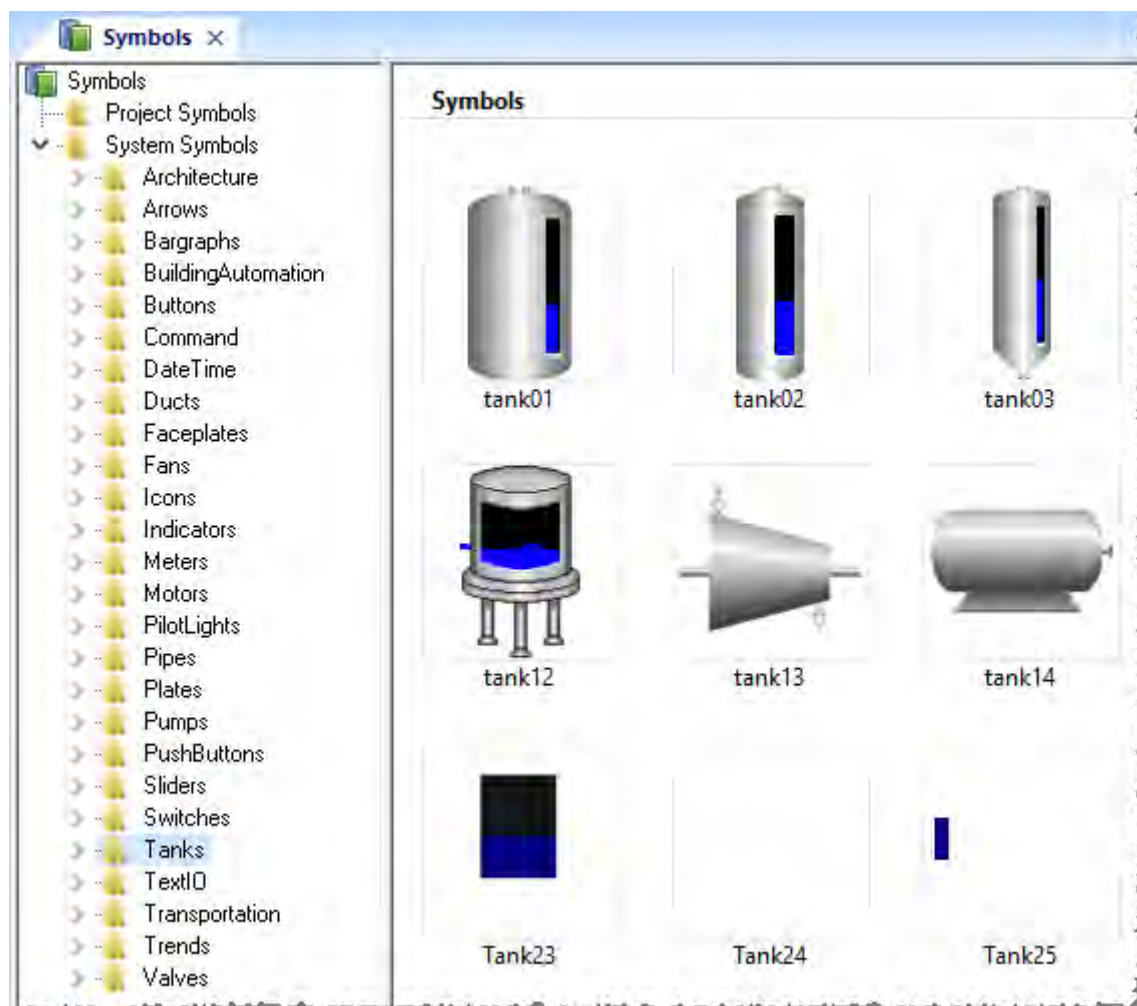 Symbols
Symbols
Project Symbols
System Symbols
Architecture
Arrows
Bargraphs
BuildingAutomation
Buttons
Command
DateTime
Ducts
Faceplates
Fans
Icons
Indicators
Meters
Motors
PilotLights
Pipes
Plates
Pumps
PushButtons
Sliders
Switches
Tanks
TextIO
Transportation
Trends
Valves
Symbols
tank01 tank02 tank03
tank12 tank13 tank14
Tank23 Tank24 Tank25